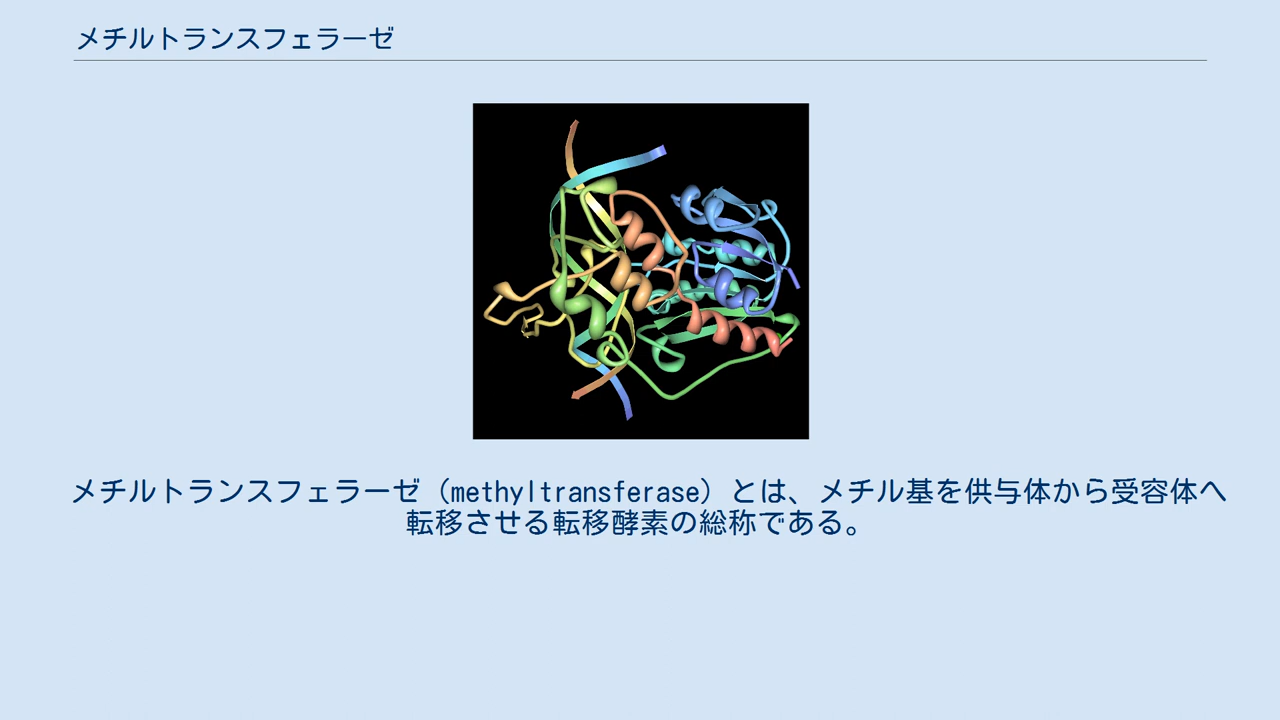 メチルトランスフェラーゼ
メチルトランスフェラーゼ（methyltransferase）とは、メチル基を供与体から受容体へ
転移させる転移酵素の総称である。